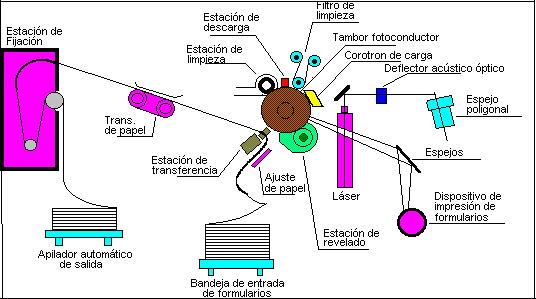 Estación de
Fijación
Estación de
descarga
Filtro de
limpieza
Estación de
limpieza
Tambor fotoconductor
Corotron de carga
Deflector acústico óptico
Espejo
poligonal
Trans.
de papel
Estación de
transferencia
Ajuste
de papel
Láser
Espejos
Dispositivo de
impresión de
formularios
Estación de
revelado
Apilador automático
de salida
Bandeja de entrada
de formularios